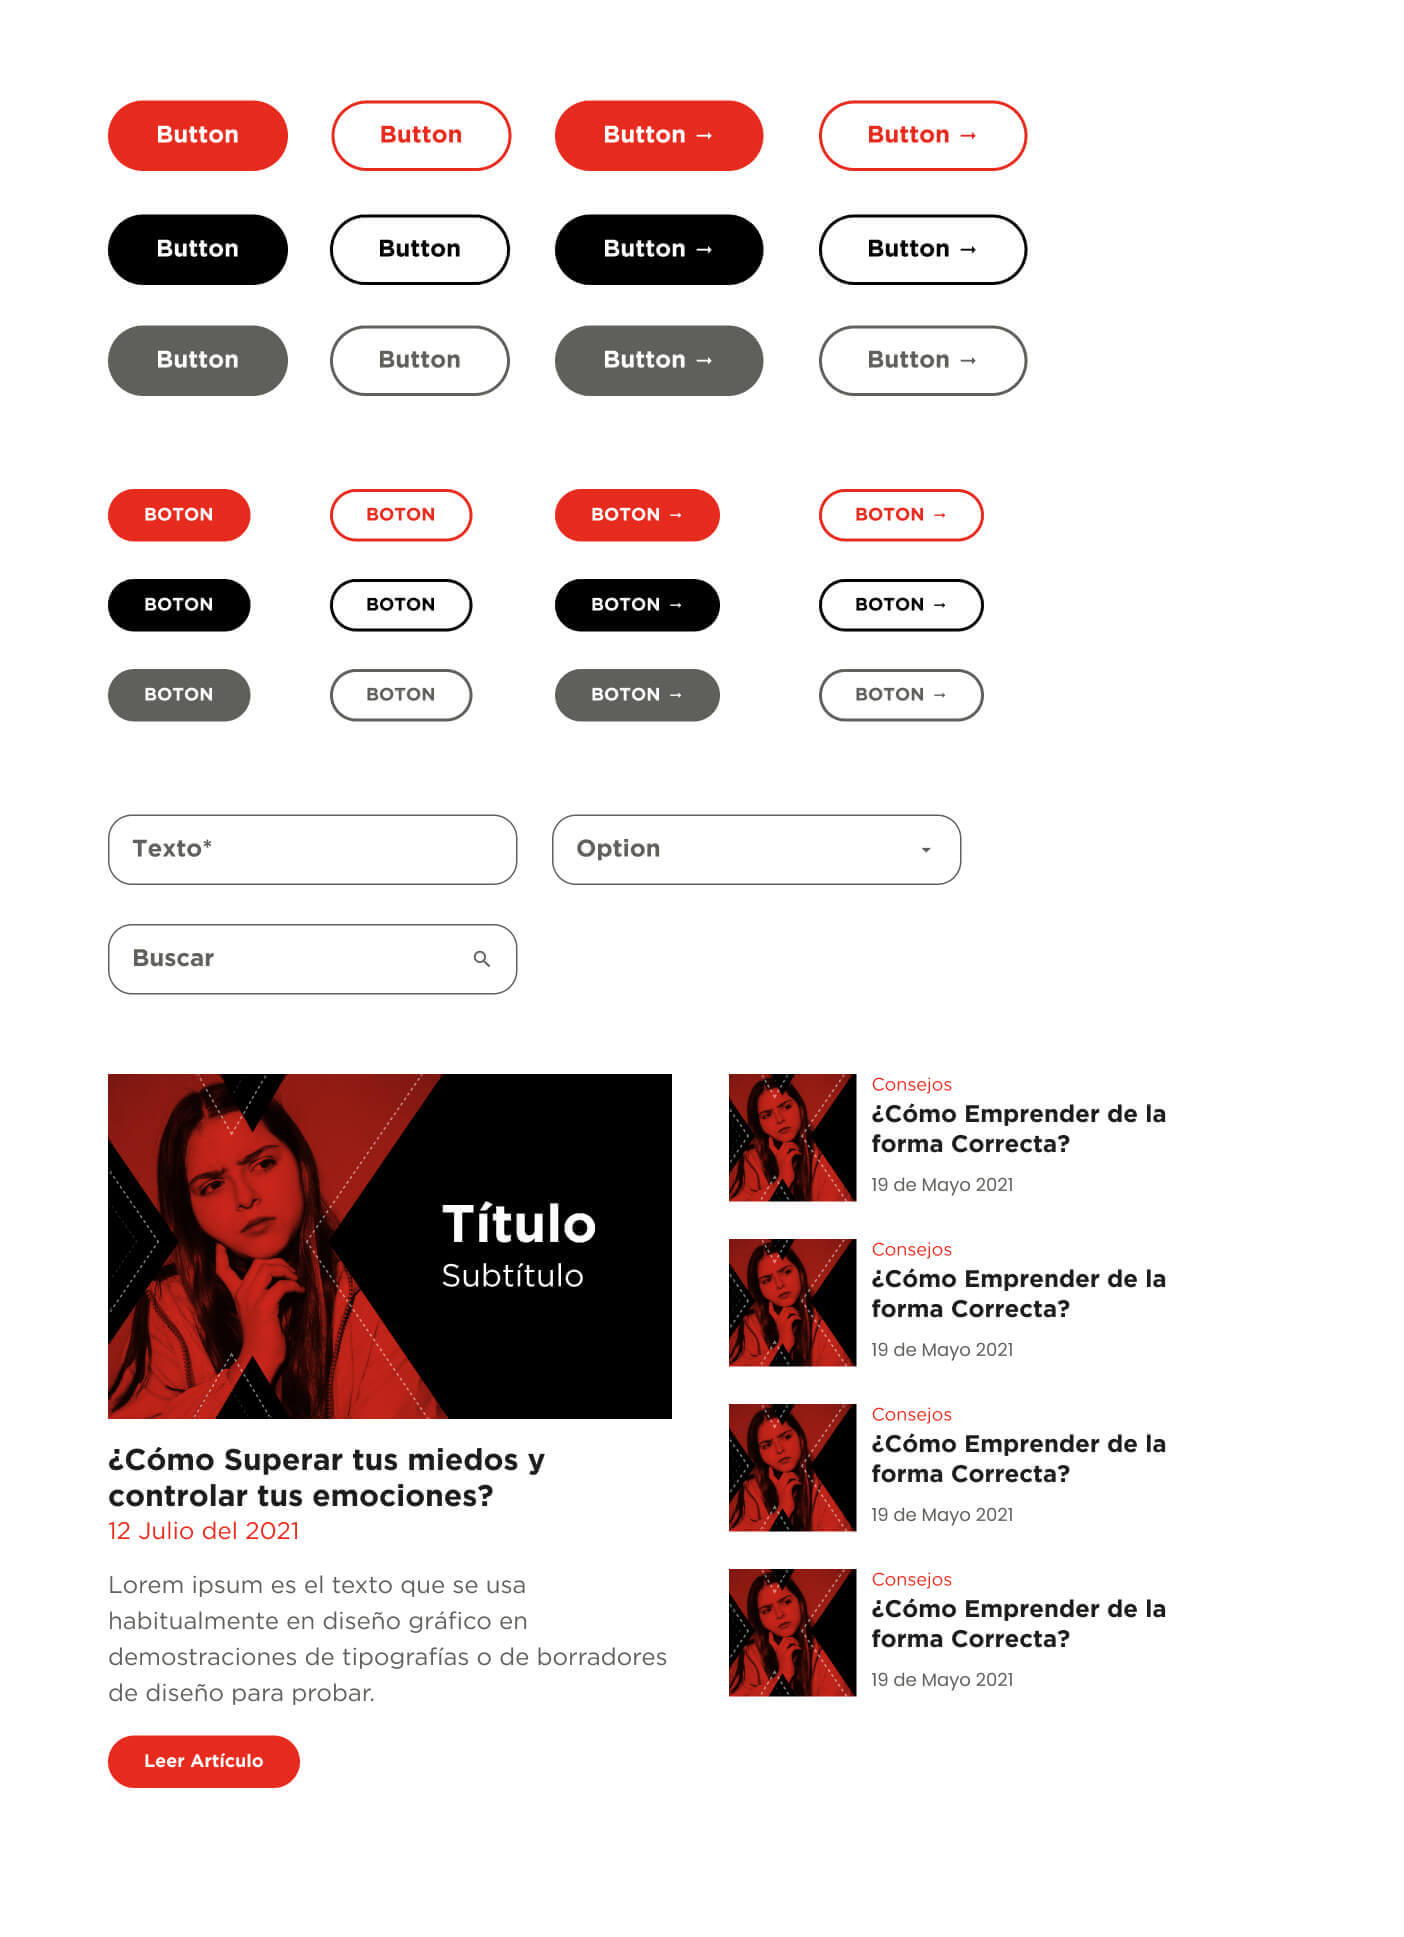 Button Button Button → Button →
Button Button Button → Button →
Button Button Button → Button →
BOTON BOTON BOTON → BOTON →
BOTON BOTON BOTON → BOTON →
BOTON BOTON BOTON → BOTON →
Texto* Option
Buscar
Título
Subtítulo
¿Cómo Superar tus miedos y
controlar tus emociones?
12 Julio del 2021
Lorem ipsum es el texto que se usa
habitualmente en diseño gráfico en
demostraciones de tipografías o de borradores
de diseño para probar.
Leer Artículo
Consejos
¿Cómo Emprender de la
forma Correcta?
19 de Mayo 2021
Consejos
¿Cómo Emprender de la
forma Correcta?
19 de Mayo 2021
Consejos
¿Cómo Emprender de la
forma Correcta?
19 de Mayo 2021
Consejos
¿Cómo Emprender de la
forma Correcta?
19 de Mayo 2021